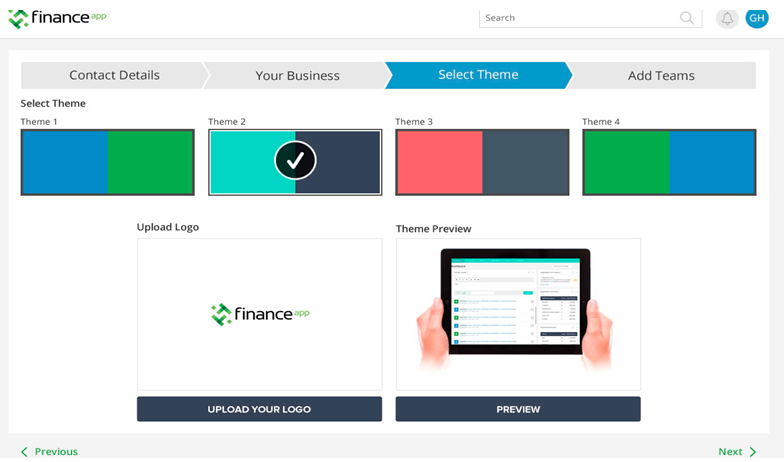 financeapp
Search
GH
Contact Details
Your Business
Select Theme
Add Teams
Select Theme
Theme 1
Theme 2
Theme 3
Theme 4
Upload Logo
Theme Preview
financeapp
UPLOAD YOUR LOGO
PREVIEW
Previous
Next